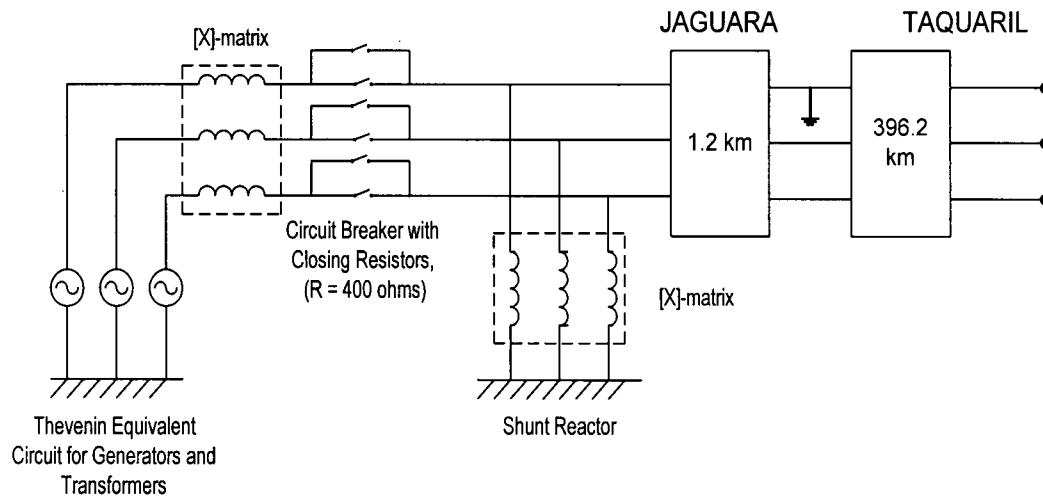 JAGUARA
TAQUARIL
[X]-matrix
1.2 km
396.2
km
Circuit Breaker with
Closing Resistors,
(R = 400 ohms)
[X]-matrix
Thevenin Equivalent
Circuit for Generators and
Transformers
Shunt Reactor